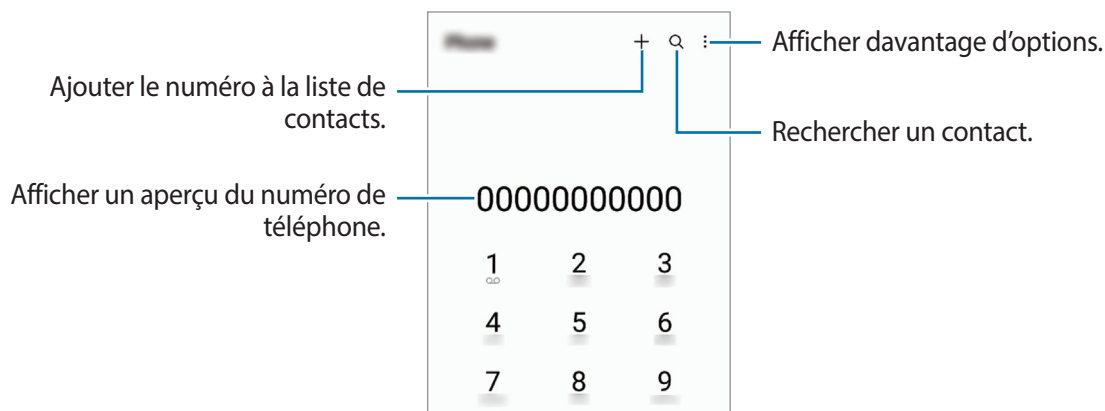 Phone
Afficher davantage d'options.
Ajouter le numéro à la liste de
contacts.
Rechercher un contact.
Afficher un aperçu du numéro de
téléphone.
00000000000
1 2 3
4 5 6
7 8 9